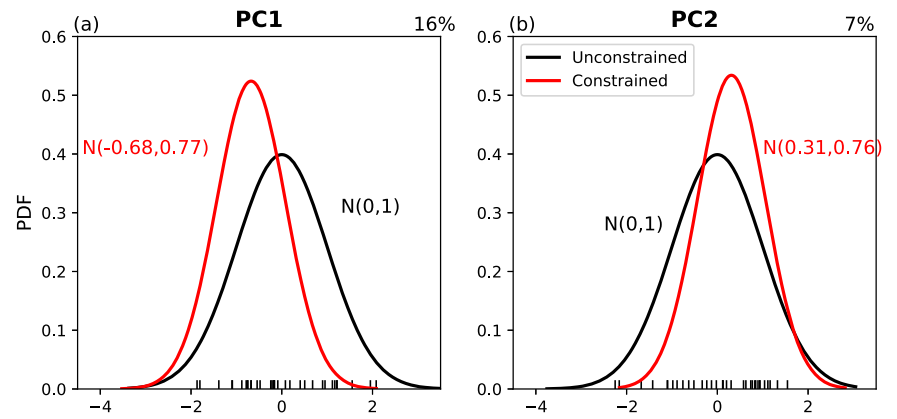 (a) PC1 16%
0.6
0.5
0.4
0.3
0.2
0.1
0.0
PDF
N(-0.68,0.77)
N(0,1)
−4 −2 0 2
(b) PC2 7%
0.6
0.5
0.4
0.3
0.2
0.1
0.0
Unconstrained
Constrained
N(0.31,0.76)
N(0,1)
−4 −2 0 2